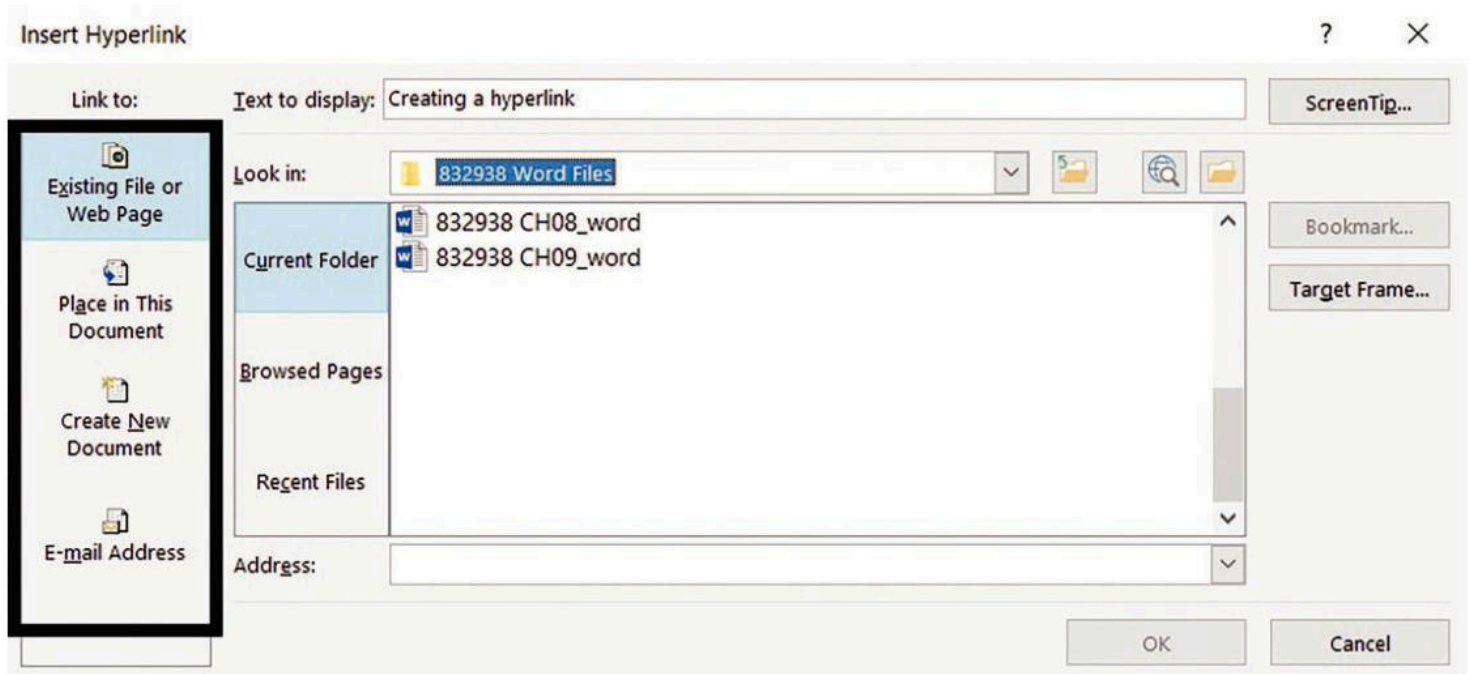 Insert Hyperlink
?
Link to:
Text to display:
Creating a hyperlink
ScreenTip...
Existing File or
Web Page
Place in This
Document
Create New
Document
E-mail Address
Look in:
832938 Word Files
Current Folder
Browsed Pages
Recent Files
832938 CH08_word
832938 CH09_word
Bookmark...
Target Frame...
Address:
OK
Cancel